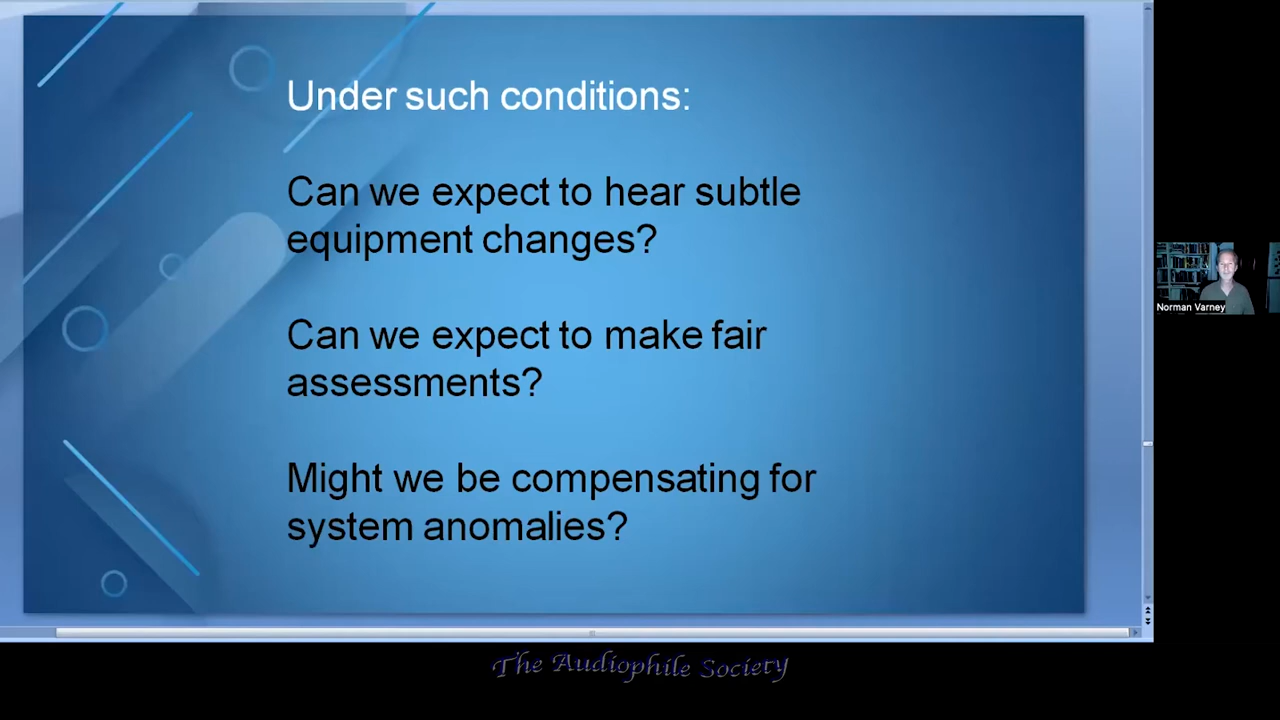 Under such conditions:
Can we expect to hear subtle
equipment changes?
Can we expect to make fair
assessments?
Might we be compensating for
system anomalies?
Norman Varney
The Audiophile Society